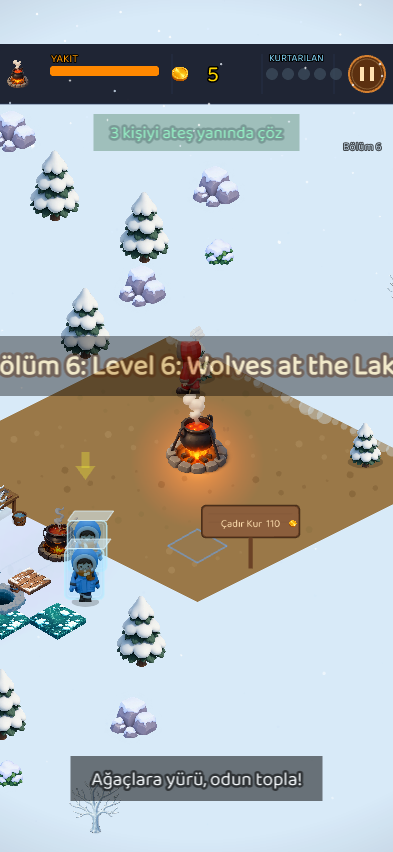 YAKIT
5
KURTARILAN
3 kişiyi ateş yanında çöz
Bölüm 6
ölüm 6: Level 6: Wolves at the Lak
Çadır Kur 110
Ağaçlara yürü, odun topla!